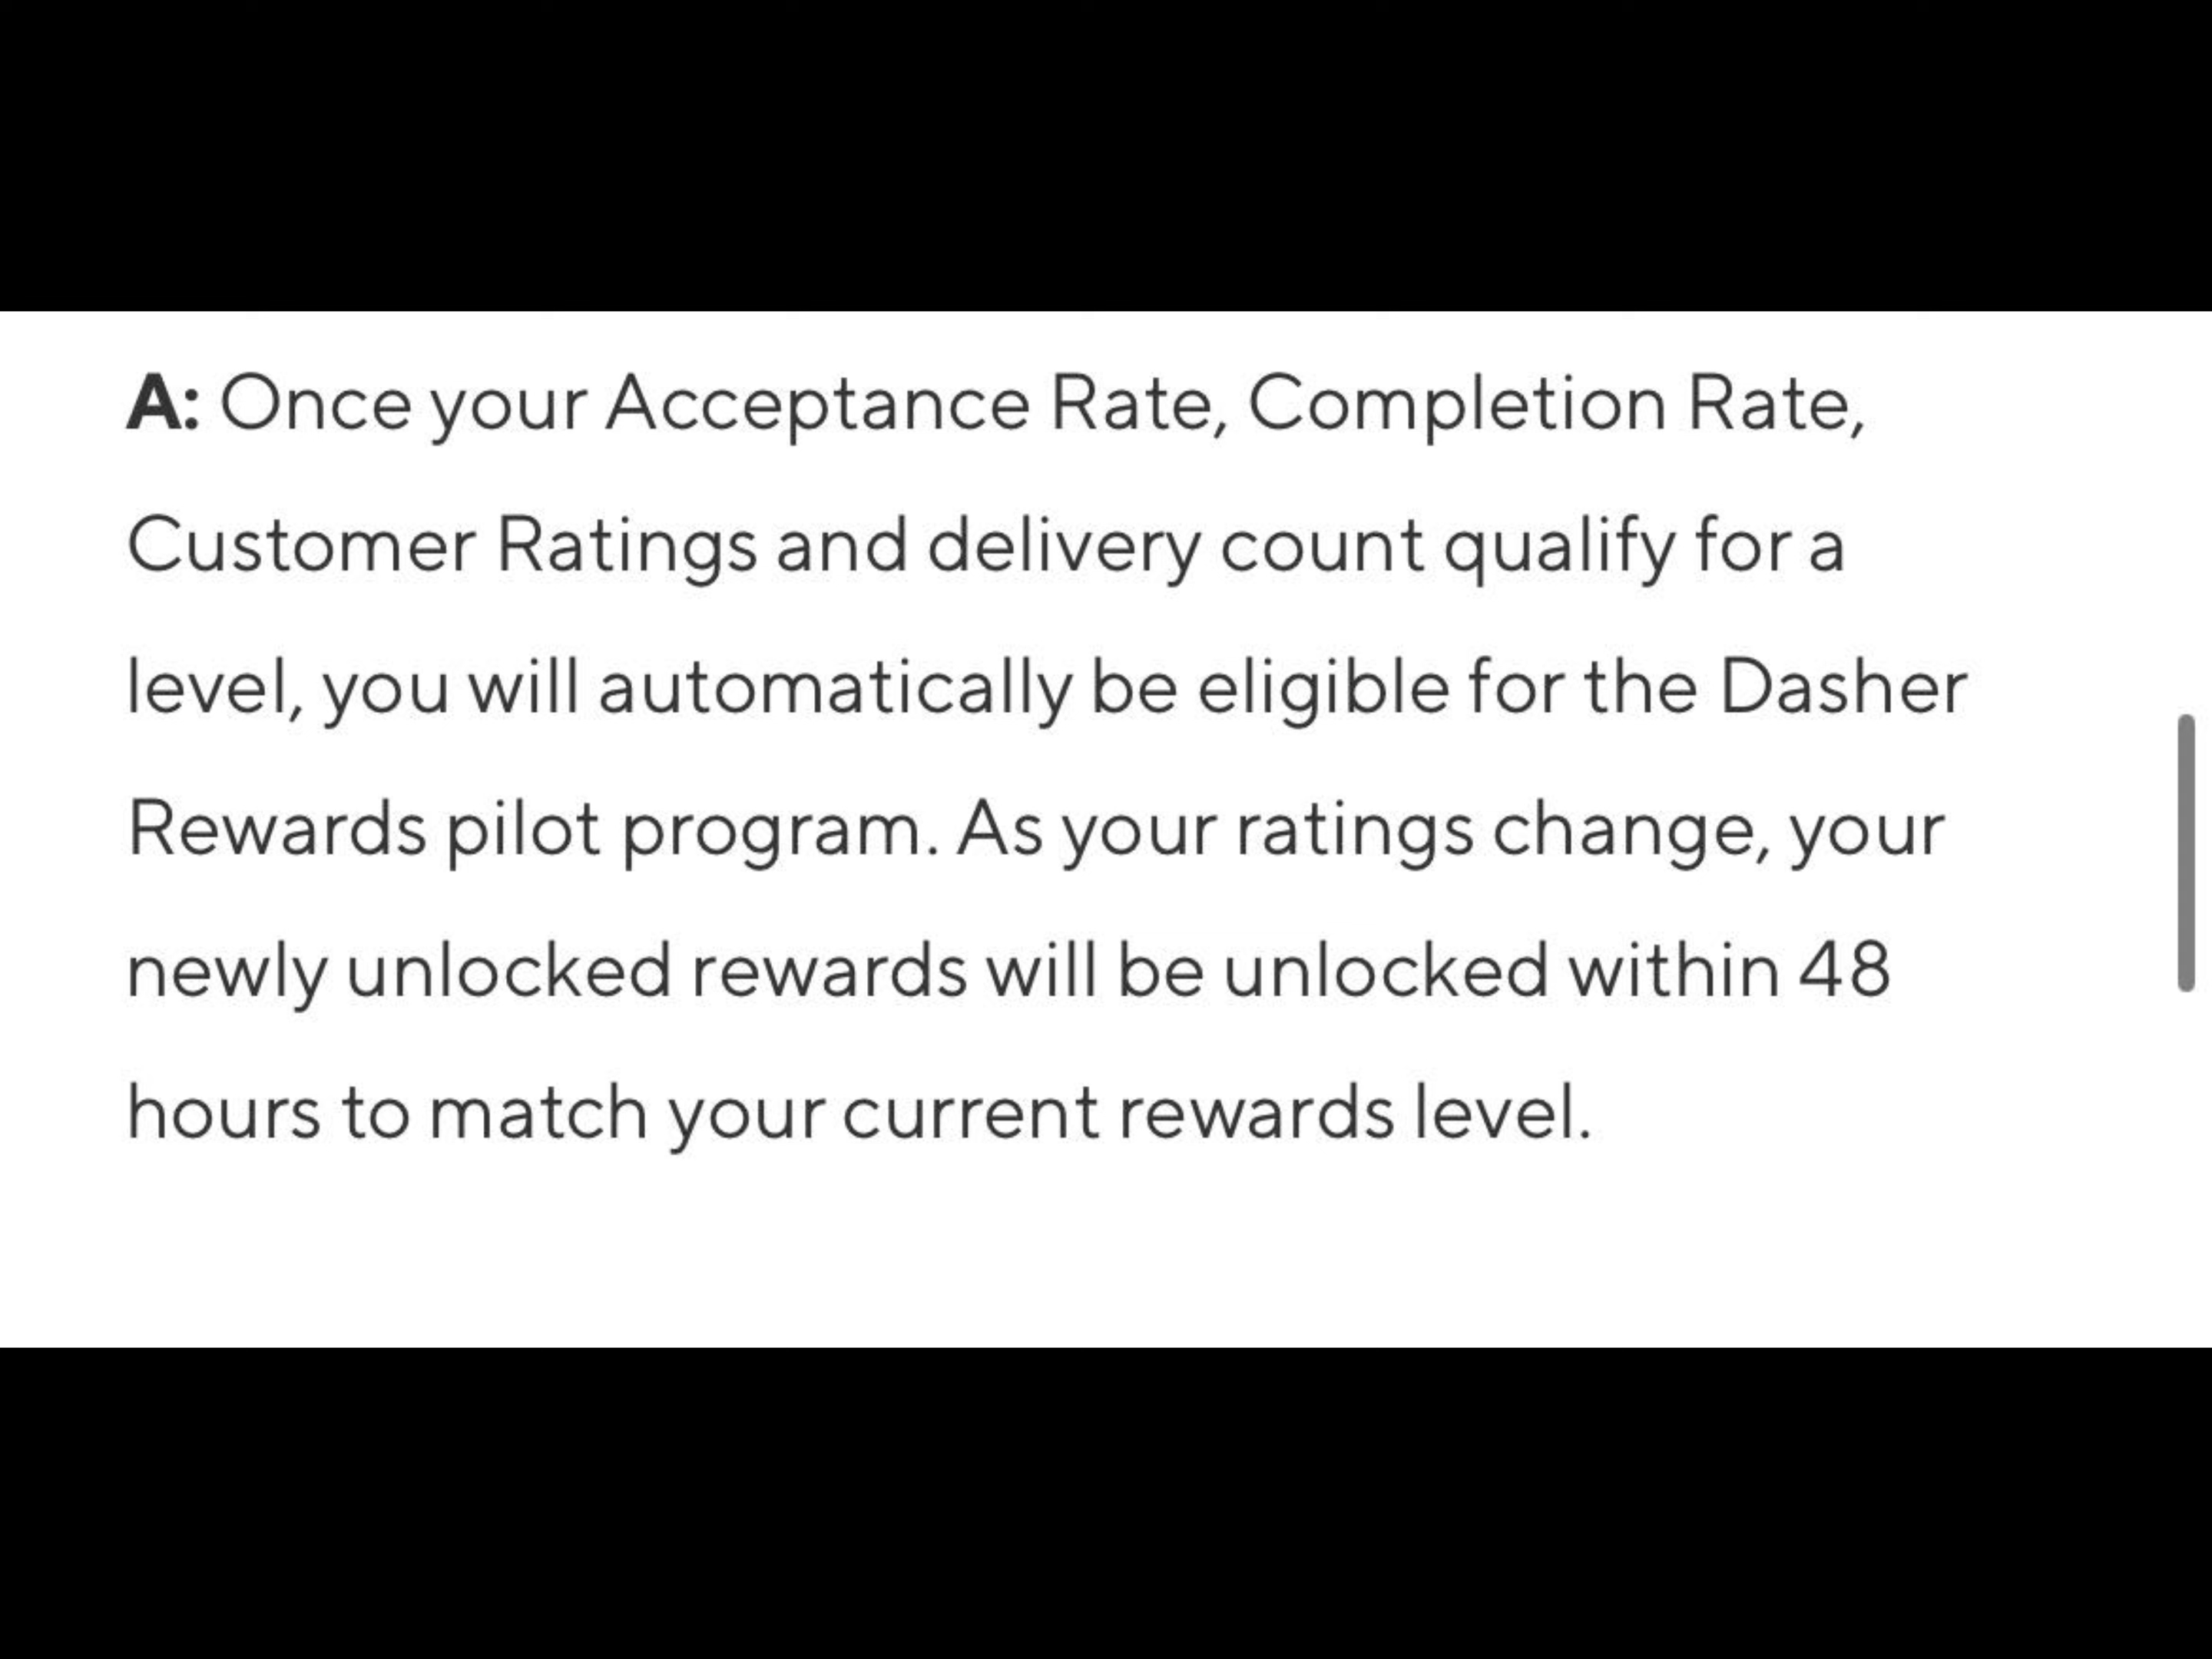 A: Once your Acceptance Rate, Completion Rate,
Customer Ratings and delivery count qualify for a
level, you will automatically be eligible for the Dasher
Rewards pilot program. As your ratings change, your
newly unlocked rewards will be unlocked within 48
hours to match your current rewards level.